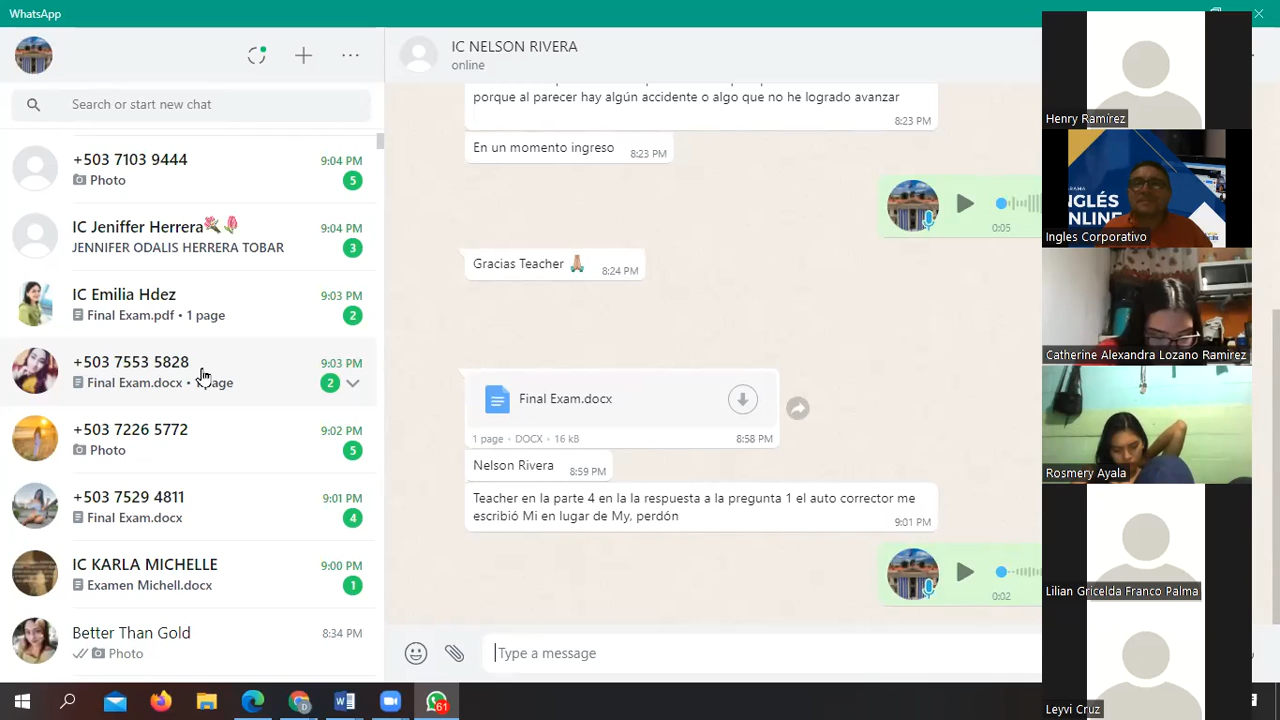 WhatsApp
Search or start new chat
+503 7103 9444
9:04 PM
Photo
5
IC Jeniffer Herrera
9:04 PM
JENNIFER ODALIS HERRERA TOBAR
3
IC Emilia Hdez
9:03 PM
Final Exam.pdf • 1 page
2
+503 7553 5828
9:03 PM
Final Exam.docx • page
2
+503 7226 5772
9:02 PM
Photo
5
+503 7529 4811
9:01 PM
Final Exam.docx
4
IC KARLA MICHELLE
9:00 PM
Examen Michell.docx
1
Better Than Gold
8:34 PM
Photo
IC NELSON RIVERA
online
porque al parecer hay algún accidente o algo que no he logrado avanzar
8:23 PM
En un momento ingreso
8:23 PM
0:05
Gracias Teacher 🙏🏼
8:24 PM
Final Exam.docx
1 page • DOCX • 16 kB
8:58 PM
Nelson Rivera
8:59 PM
Teacher en la parte 4 en la la respuesta a la pregunta 1 el auto corrector me
escribió Mi en lugar de My, perdón
9:01 PM
0:02
Type a message
Henry Ramírez
NGLÉS
ONLINE
Ingles Corporativo
Catherine Alexandra Lozano Ramirez
Rosmery Ayala
Lilian Gricelda Franco Palma
Leyvi Cruz
61